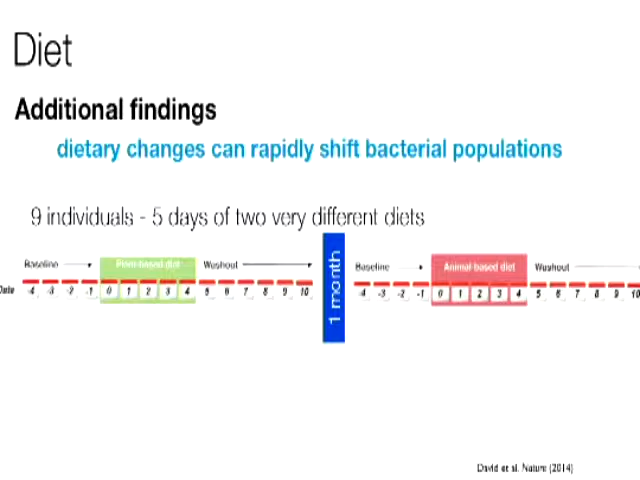 Diet
Additional findings
dietary changes can rapidly shift bacterial populations
9 individuals - 5 days of two very different diets
Baseline Plant-based diet Washout
Date -4 -3 -2 -1 0 1 2 3 4 5 6 7 8 9 10
1 month
Baseline Animal-based diet Washout
-4 -3 -2 -1 0 1 2 3 4 5 6 7 8 9 10
David et al. Nature (2014)